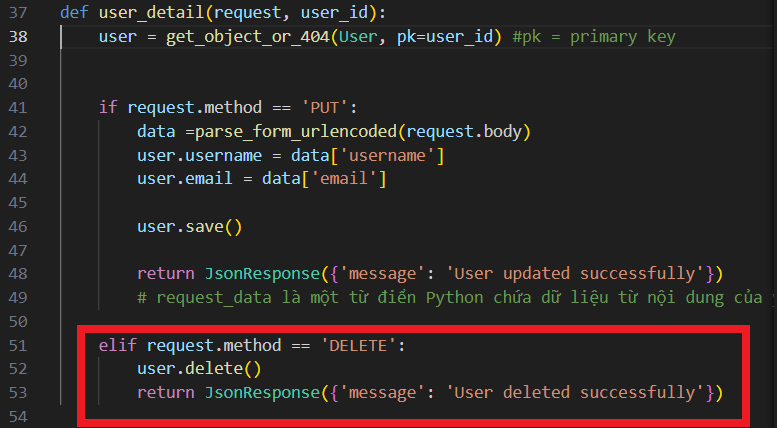 37 def user_detail(request, user_id):
38 user = get_object_or_404(User, pk=user_id) #pk = primary key
39
40
41 if request.method == 'PUT':
42 data =parse_form_urlencoded(request.body)
43 user.username = data['username']
44 user.email = data['email']
45
46 user.save()
47
48 return JsonResponse({'message': 'User updated successfully'})
49 # request_data là một từ điển Python chứa dữ liệu từ nội dung của
50
51 elif request.method == 'DELETE':
52 user.delete()
53 return JsonResponse({'message': 'User deleted successfully'})
54